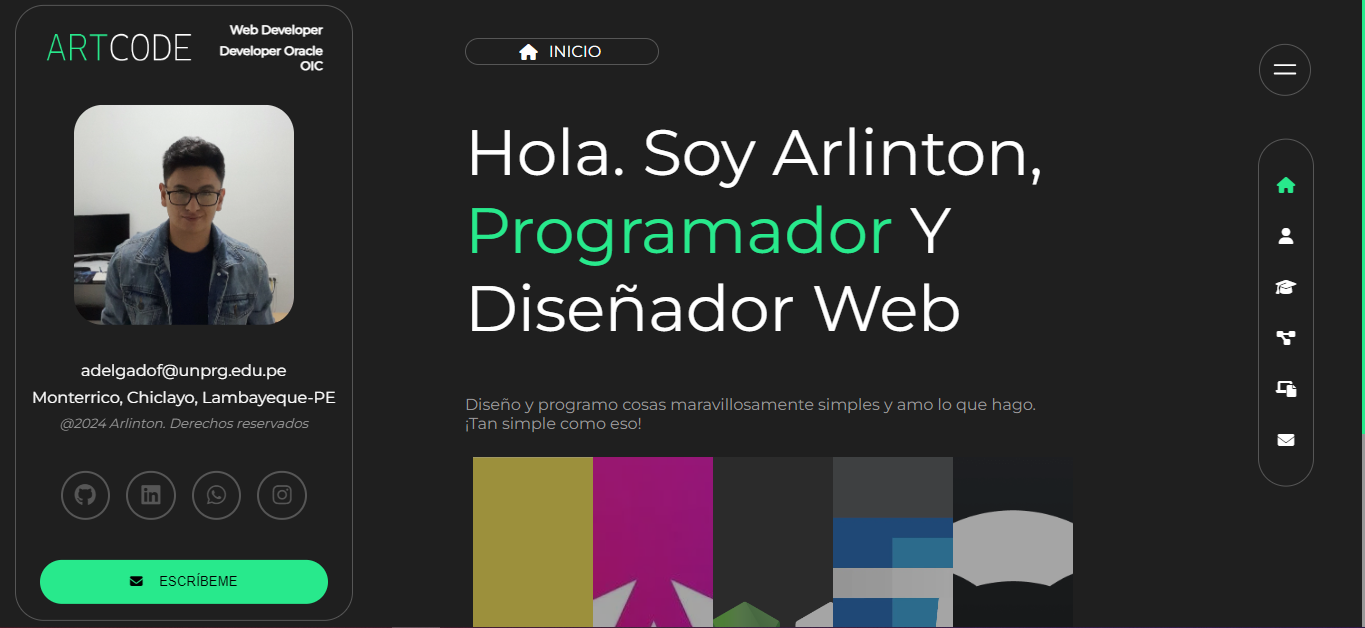 ARTCODE
Web Developer
Developer Oracle
OIC
adelgadof@unprg.edu.pe
Monterrico, Chiclayo, Lambayeque-PE
@2024 Arlinton. Derechos reservados
ESCRÍBEME
INICIO
Hola. Soy Arlinton,
Programador Y
Diseñador Web
Diseño y programo cosas maravillosamente simples y amo lo que hago.
¡Tan simple como eso!